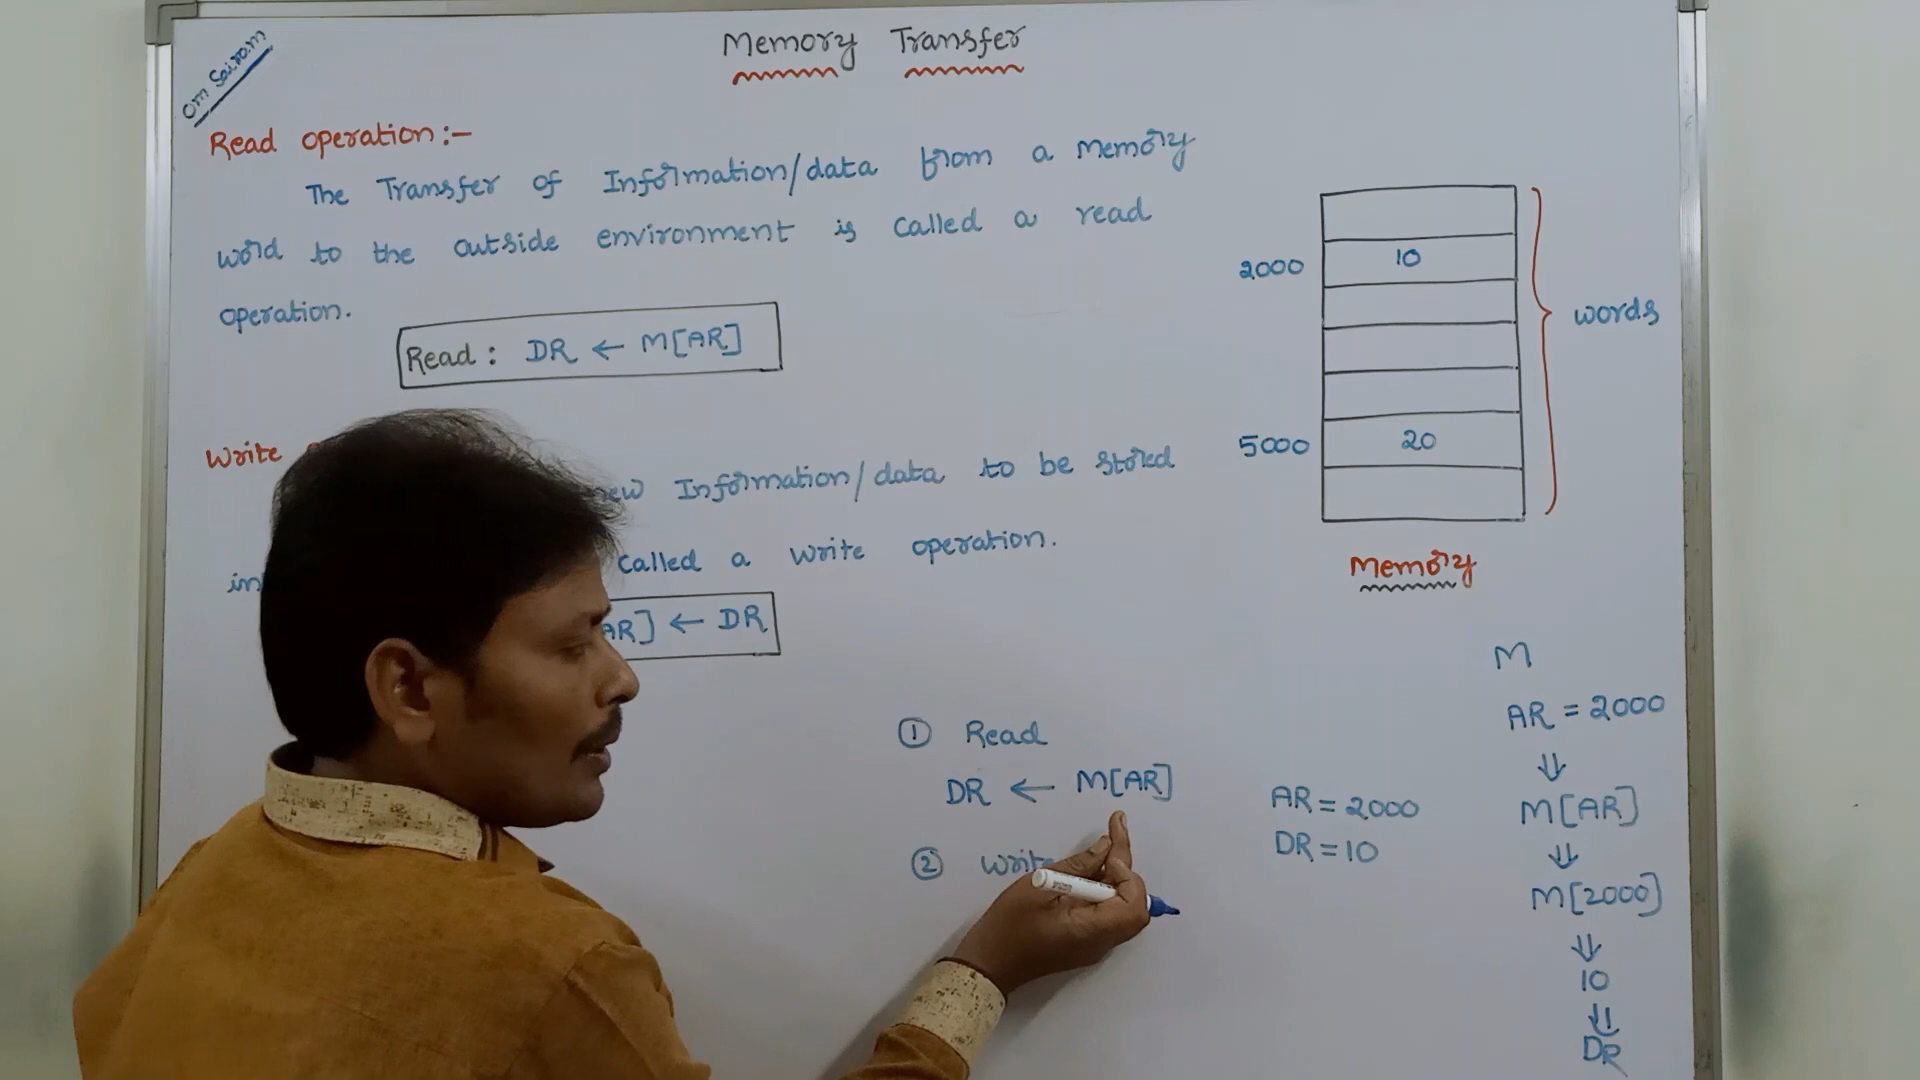 Om Sairam
Memory Transfer
Read operation:-
The Transfer of Information/data from a memory
word to the outside environment is called a read
operation.
Read : DR ← M[AR]
Write
new Information/data to be stored
in
called a write operation.
AR] ← DR
2000 10
5000 20
words
Memory
① Read
DR ← M[AR]
② Write
AR = 2000
DR = 10
M
AR = 2000
⇓
M[AR]
⇓
M[2000]
⇓
10
⇓
DR